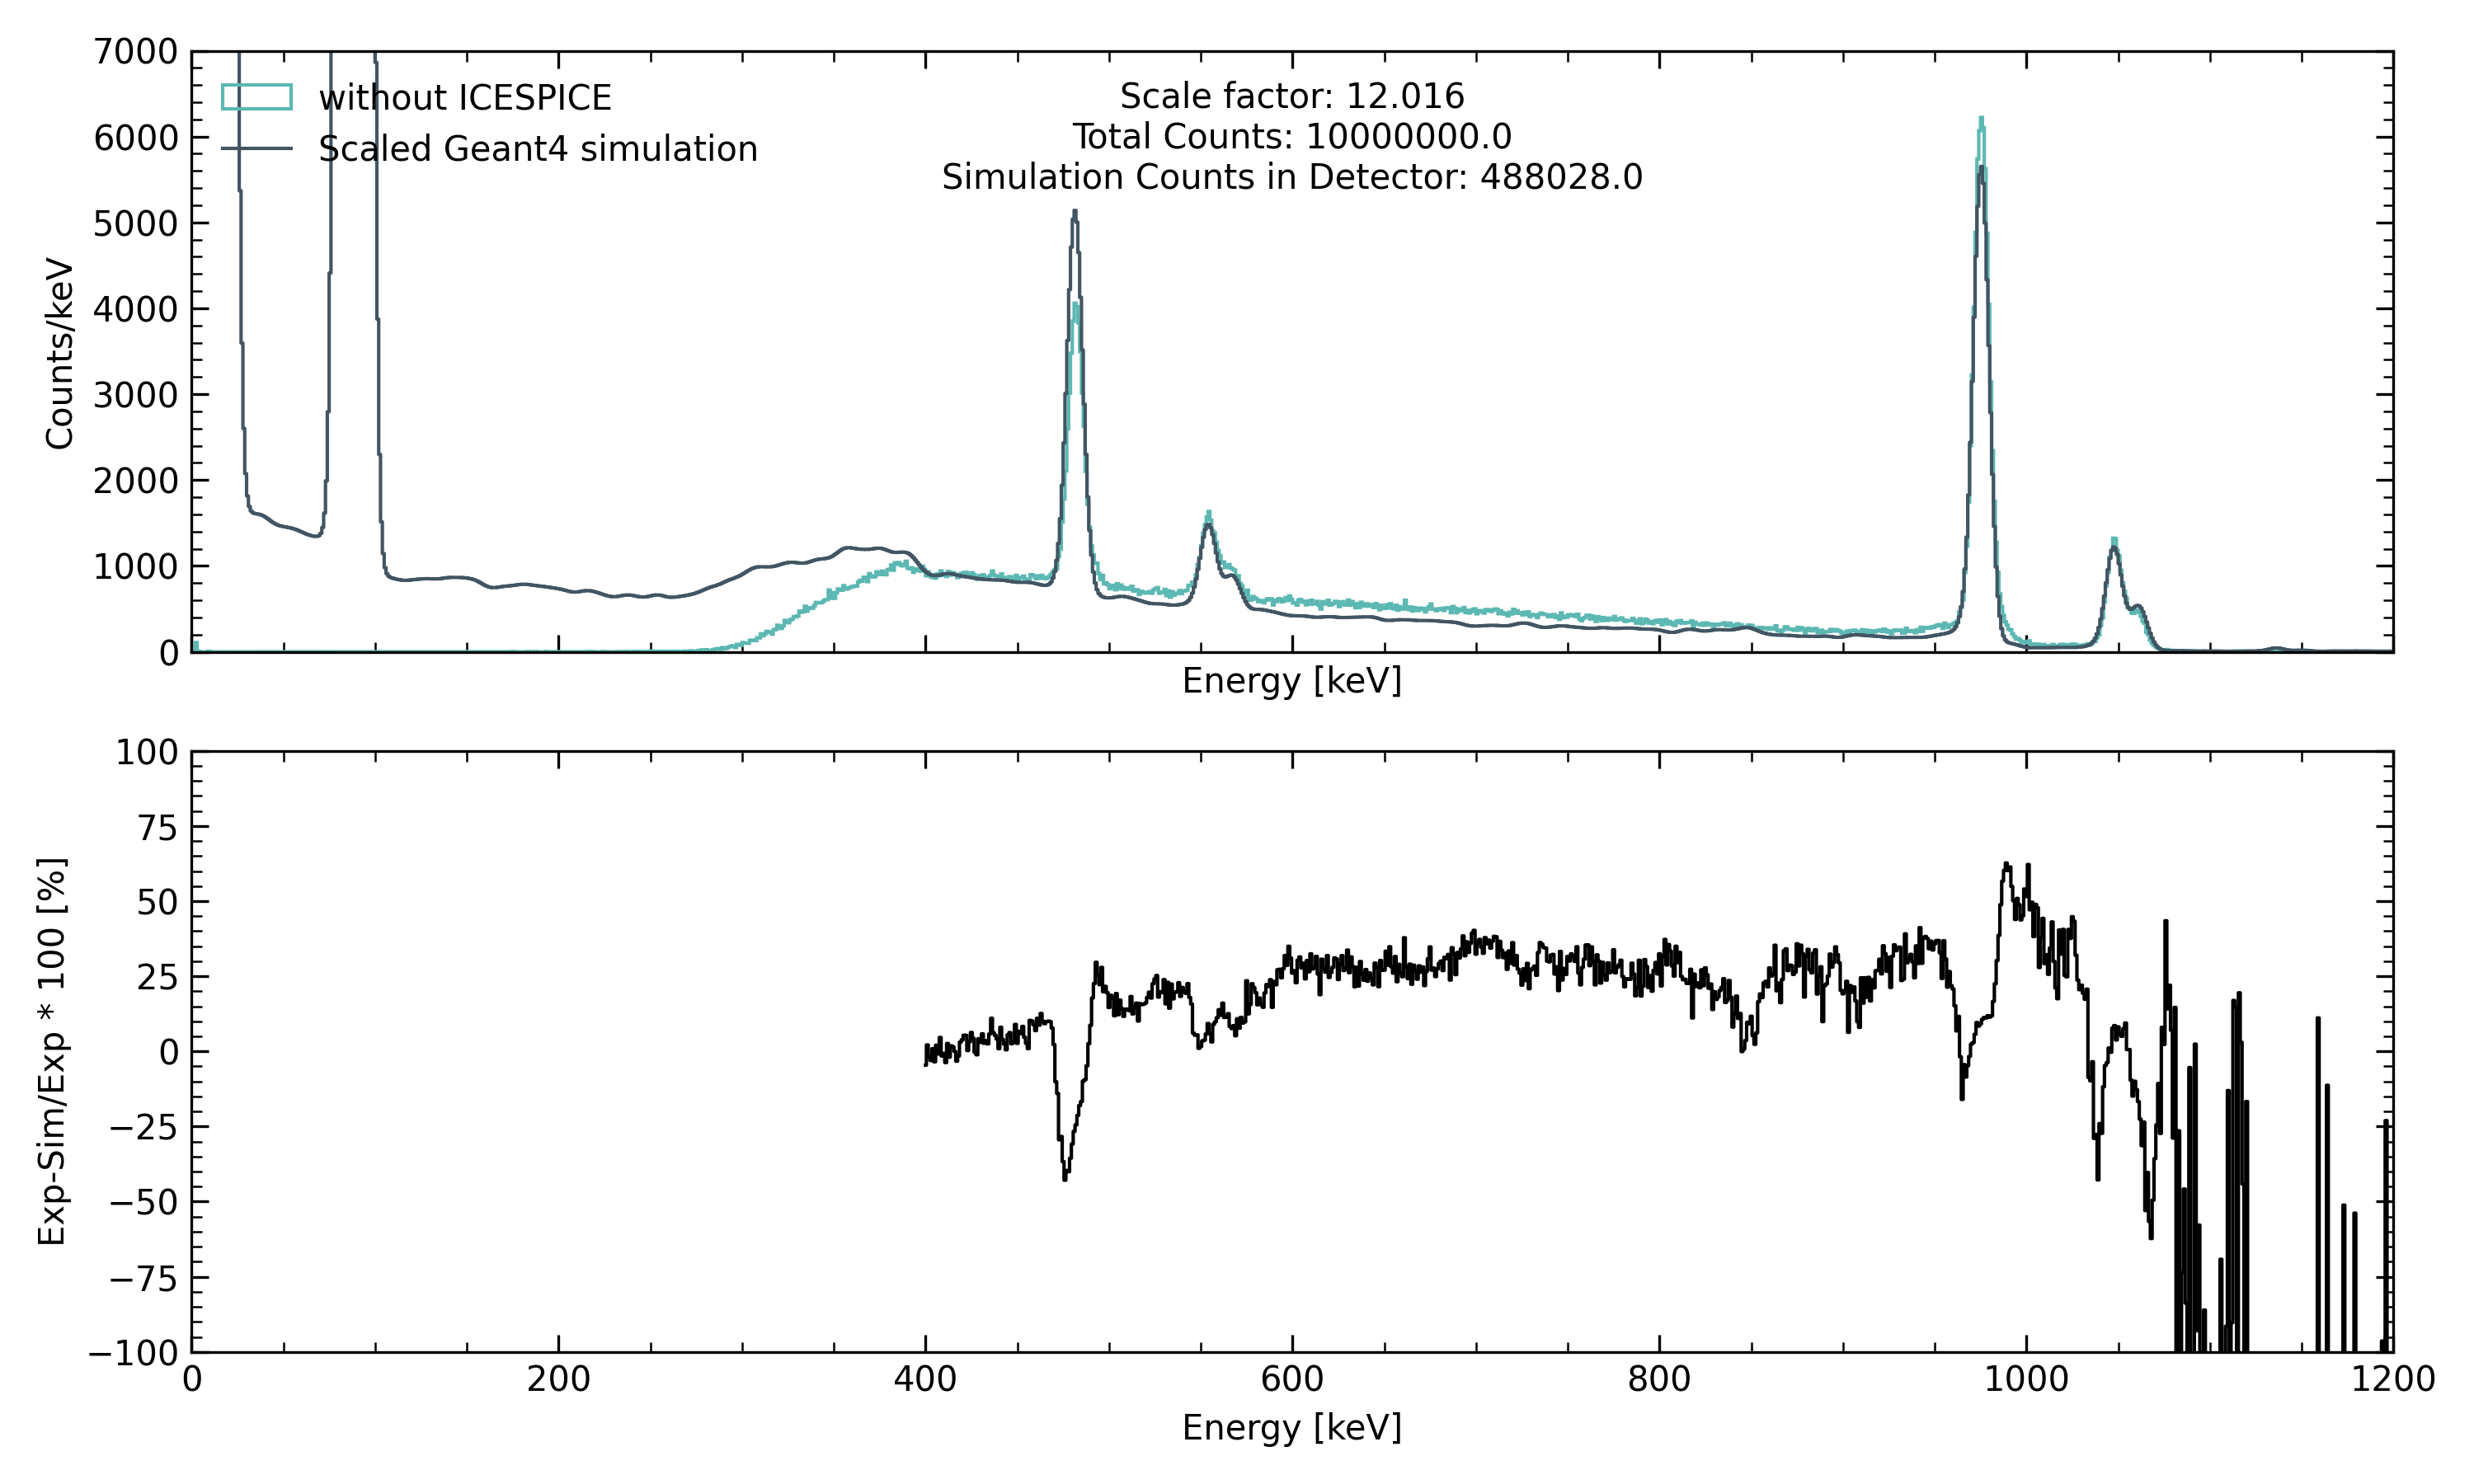 7000
6000
5000
4000
3000
2000
1000
0
Counts/keV
without ICESPICE
Scaled Geant4 simulation
Scale factor: 12.016
Total Counts: 10000000.0
Simulation Counts in Detector: 488028.0
Energy [keV]
100
75
50
25
0
−25
−50
−75
−100
Exp-Sim/Exp * 100 [%]
0 200 400 600 800 1000 1200
Energy [keV]